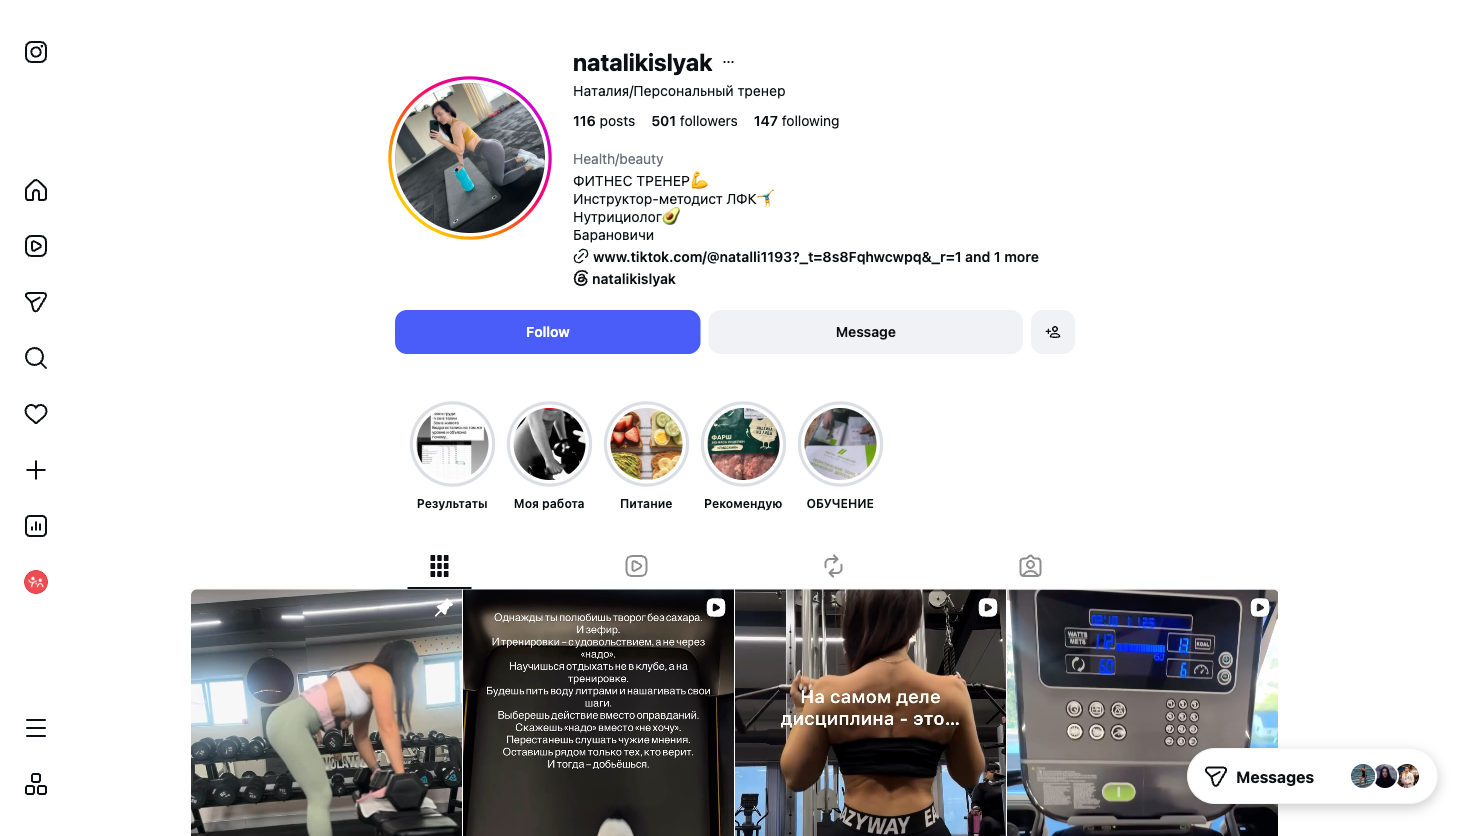 natalikislyak ...
Наталия/Персональный тренер
116 posts 501 followers 147 following
Health/beauty
ФИТНЕС ТРЕНЕР💪
Инструктор-методист ЛФК🤸
Нутрициолог🥑
Барановичи
www.tiktok.com/@natalli1193?_t=8s8Fqhwcwpq&_r=1 and 1 more
natalikislyak
Follow Message
ФАРШ
Результаты Моя работа Питание Рекомендую ОБУЧЕНИЕ
Однажды ты полюбишь творог без сахара.
И зефир.
И тренировки – с удовольствием, а не через
«надо».
Научишься отдыхать не в клубе, а на
тренировке.
Будешь пить воду литрами и нашагивать свои
шаги.
Выберешь действие вместо оправданий.
Скажешь «надо» вместо «не хочу».
Перестанешь слушать чужие мнения.
Оставишь рядом только тех, кто верит.
И тогда – добьёшься.
На самом деле
дисциплина - это...
WATTS
METS
KCAL
Messages